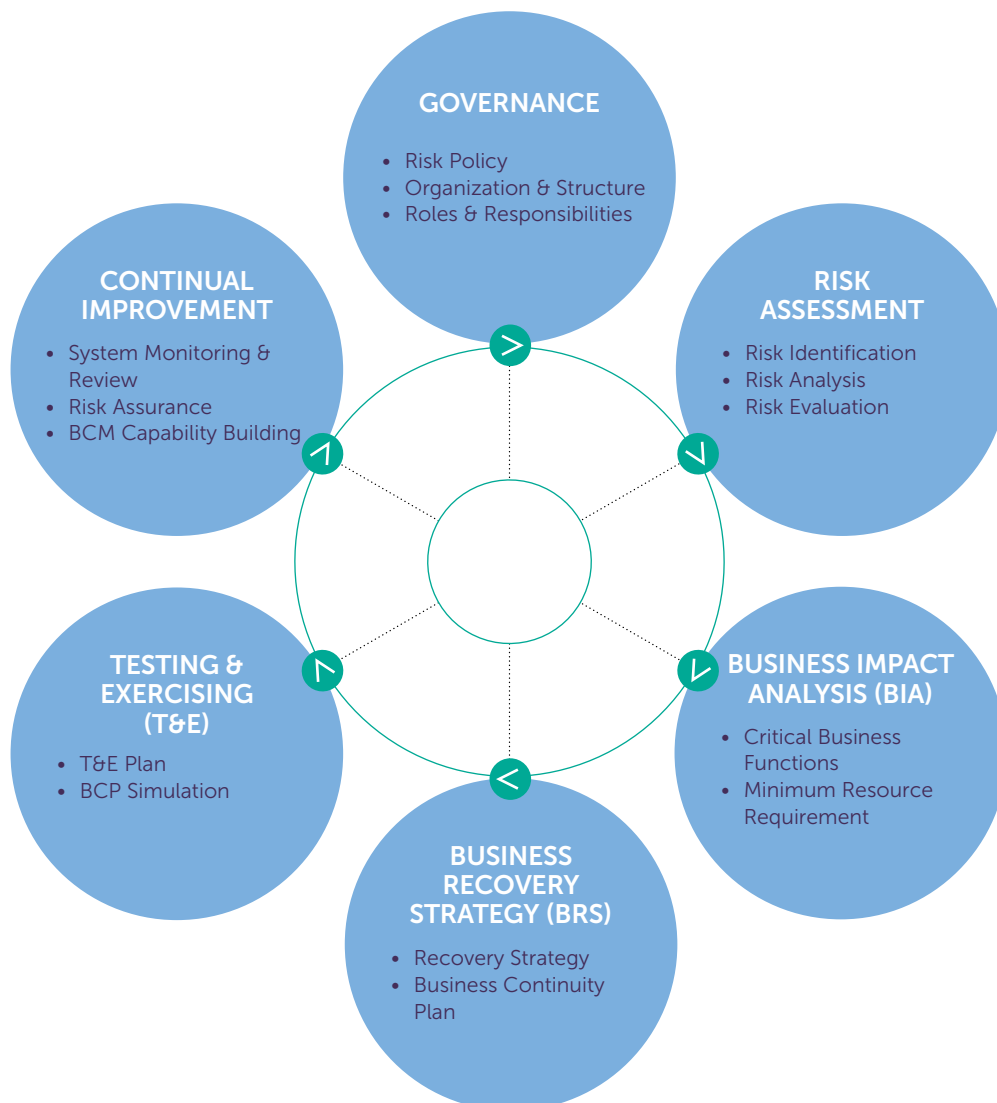 GOVERNANCE
• Risk Policy
• Organization & Structure
• Roles & Responsibilities
RISK
ASSESSMENT
• Risk Identification
• Risk Analysis
• Risk Evaluation
BUSINESS IMPACT
ANALYSIS (BIA)
• Critical Business
Functions
• Minimum Resource
Requirement
BUSINESS
RECOVERY
STRATEGY (BRS)
• Recovery Strategy
• Business Continuity
Plan
TESTING &
EXERCISING
(T&E)
• T&E Plan
• BCP Simulation
CONTINUAL
IMPROVEMENT
• System Monitoring &
Review
• Risk Assurance
• BCM Capability Building